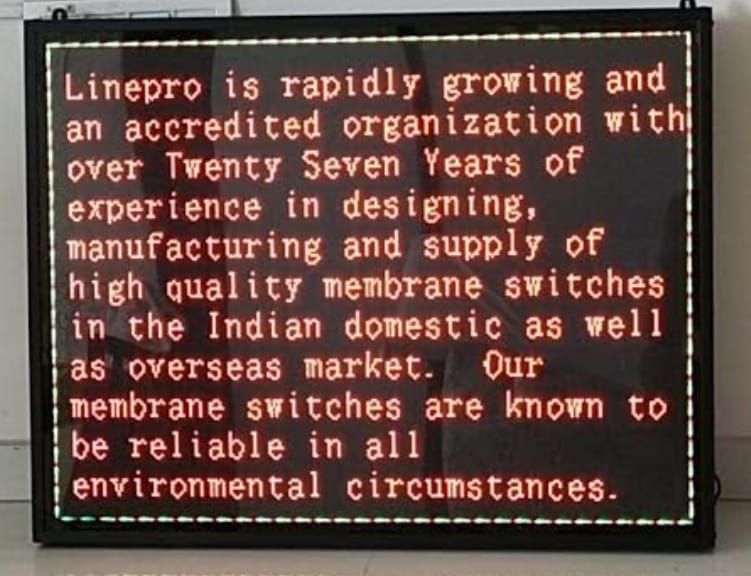 Linepro is rapidly growing and
an accredited organization with
over Twenty Seven Years of
experience in designing,
manufacturing and supply of
high quality membrane switches
in the Indian domestic as well
as overseas market.  Our
membrane switches are known to
be reliable in all
environmental circumstances.